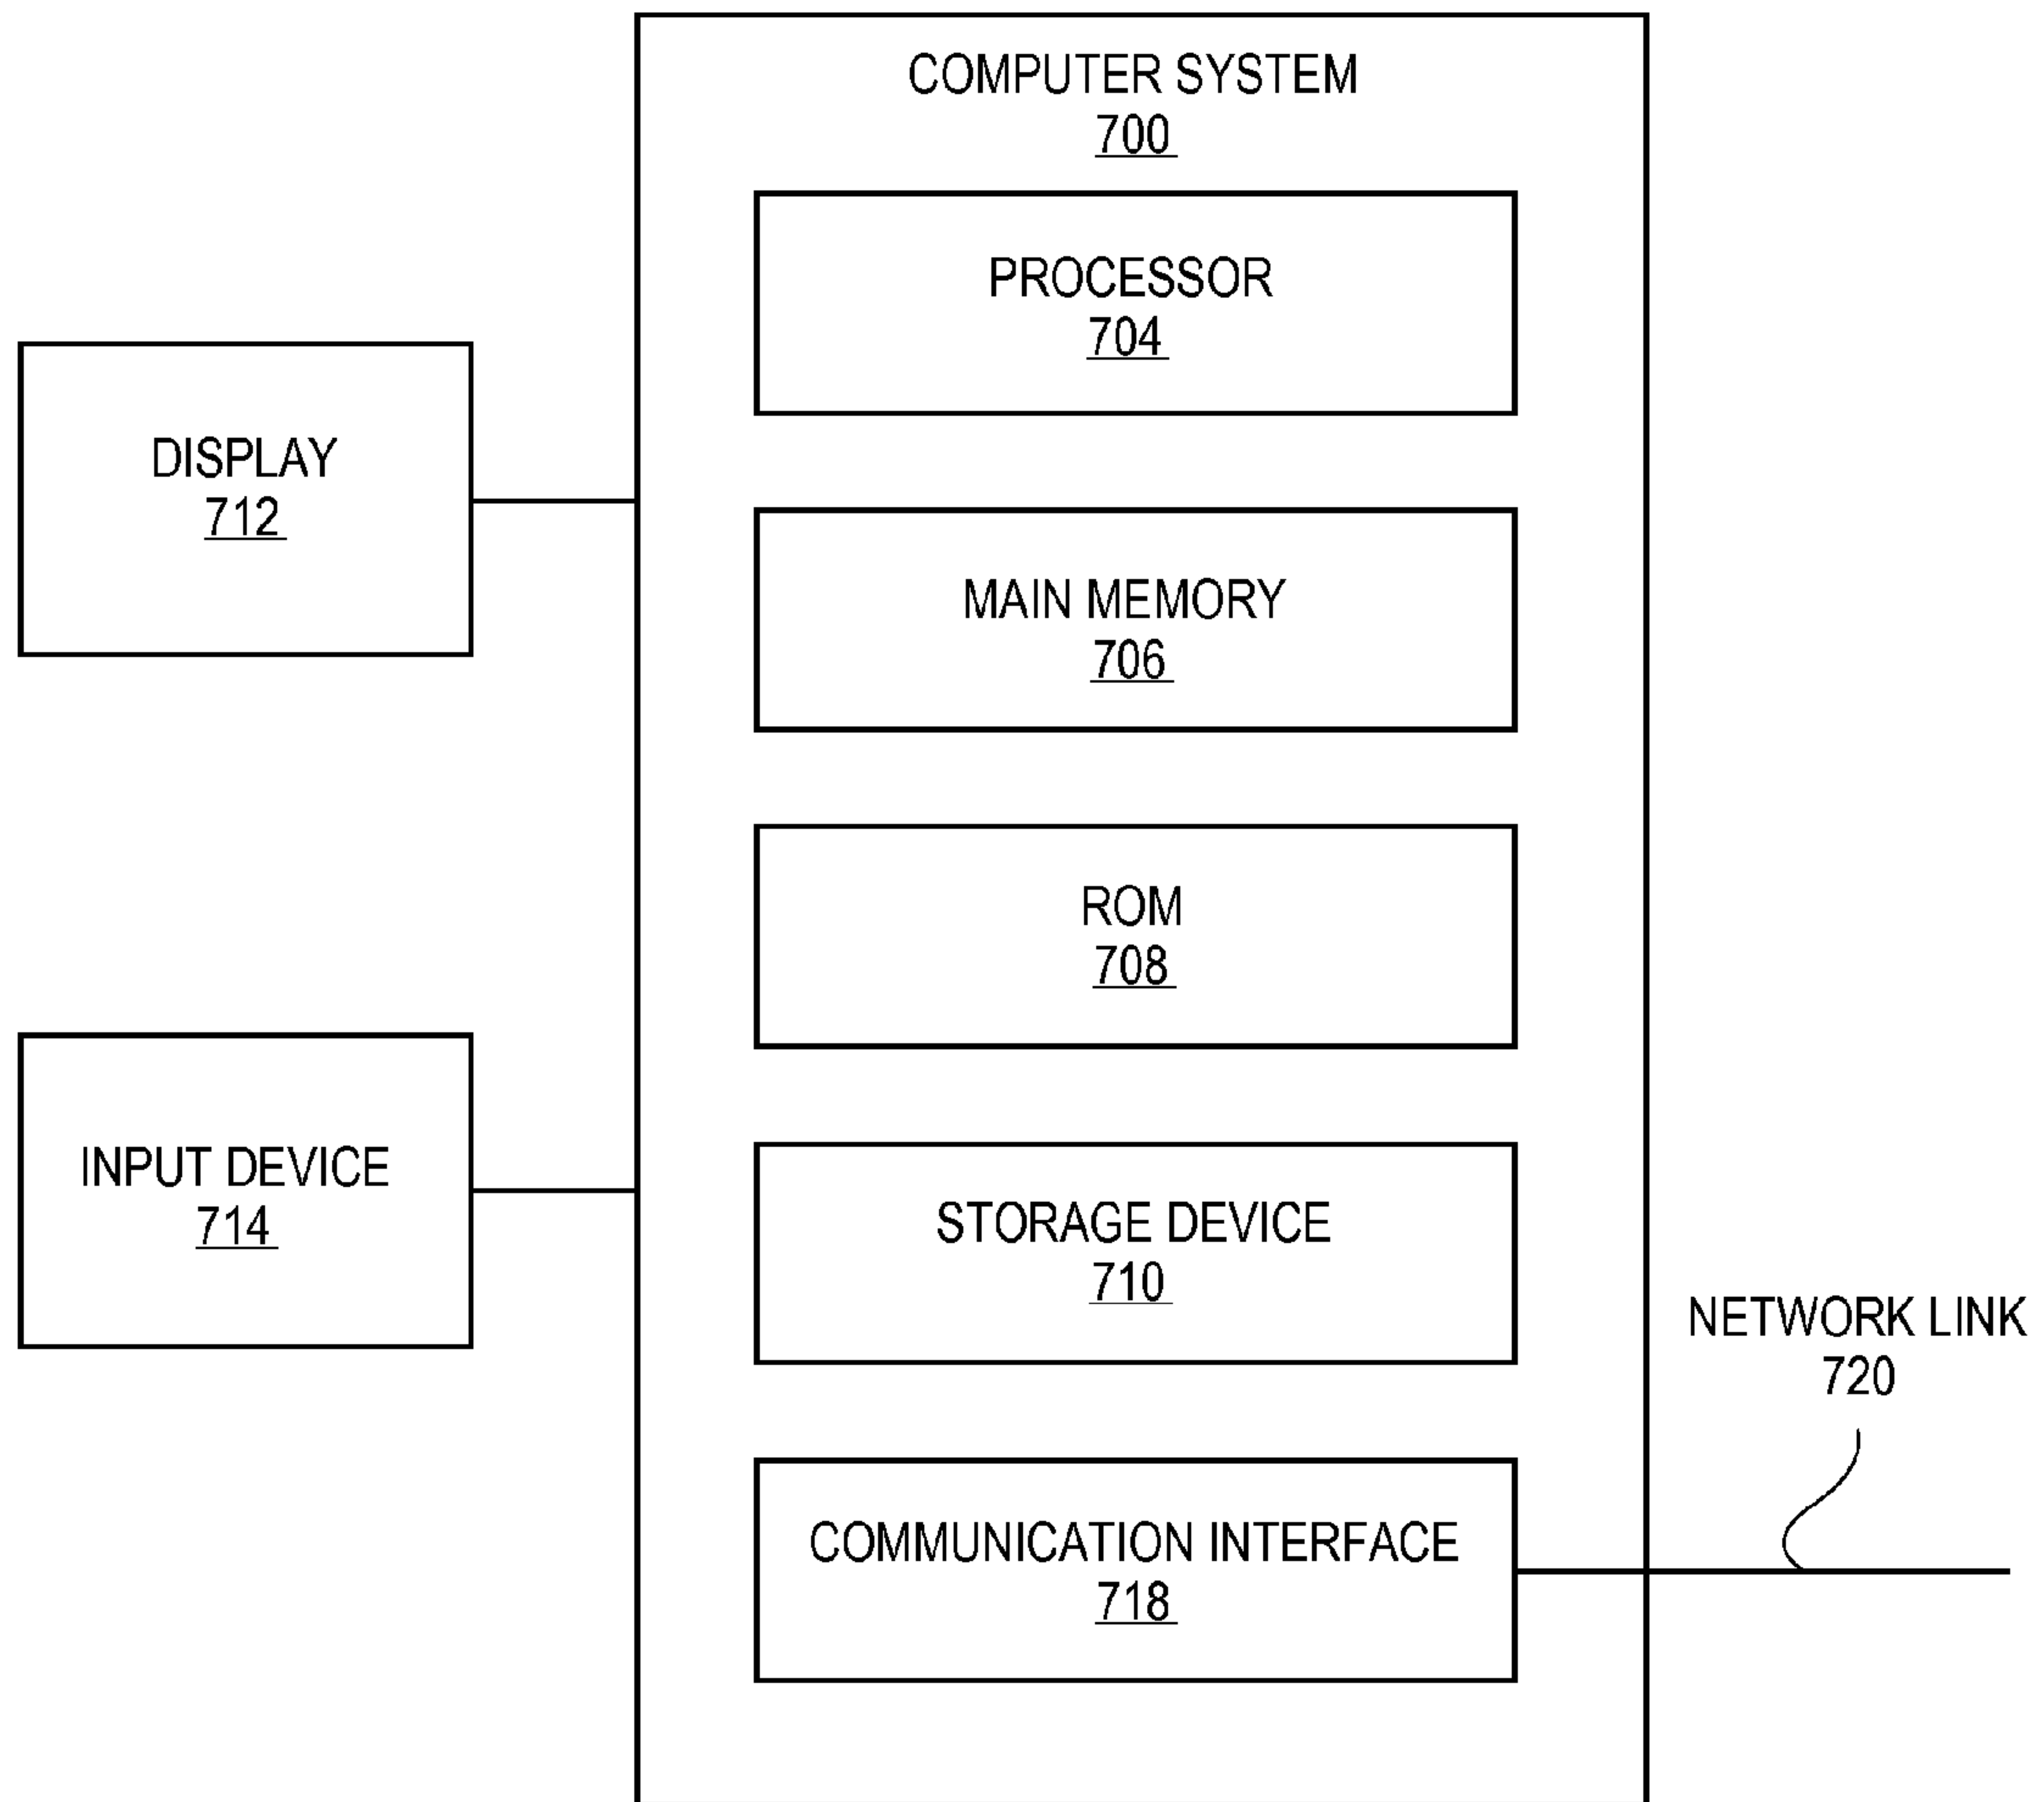 COMPUTER SYSTEM
700
PROCESSOR
704
DISPLAY
712
MAIN MEMORY
706
ROM
708
INPUT DEVICE
714
STORAGE DEVICE
710
NETWORK LINK
720
COMMUNICATION INTERFACE
718